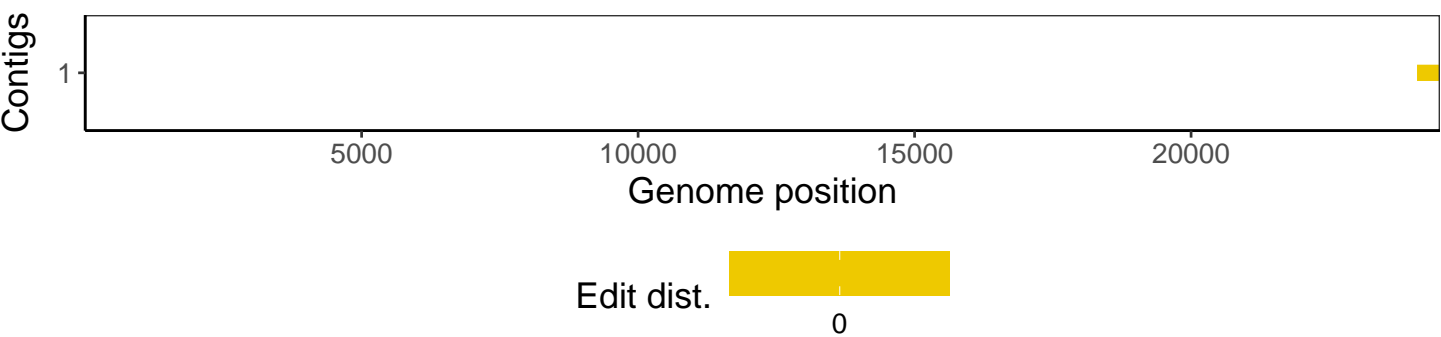 Contigs
1
5000 10000 15000 20000
Genome position
Edit dist.
0